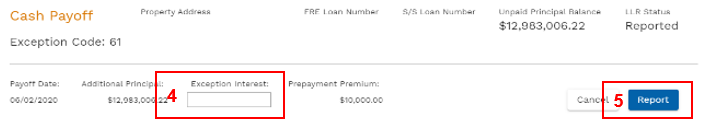 Cash Payoff
Property Address
FRE Loan Number
S/S Loan Number
Unpaid Principal Balance
$12,983,006.22
LLR Status
Reported
Exception Code: 61
Payoff Date:
06/02/2020
Additional Principal:
$12,983,006.22
4
Exception Interest:
Prepayment Premium:
$10,000.00
Cancel
5
Report